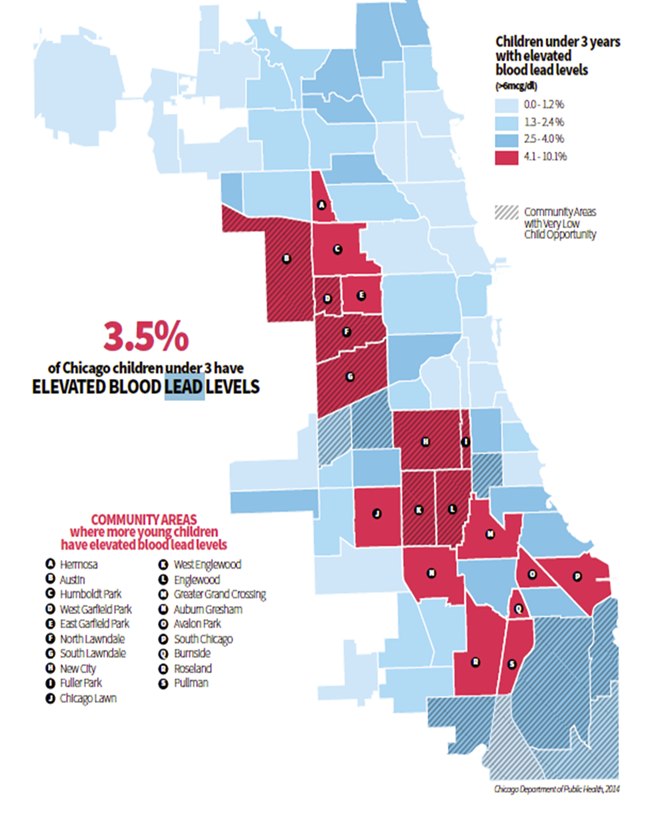 Children under 3 years
with elevated
blood lead levels
(>6mcg/dl)
0.0 - 1.2 %
1.3 - 2.4 %
2.5 - 4.0 %
4.1 - 10.1%
Community Areas
with Very Low
Child Opportunity
A
B
C
D
E
F
G
H
I
J
K
L
M
N
O
P
Q
R
S
3.5%
of Chicago children under 3 have
ELEVATED BLOOD LEAD LEVELS
COMMUNITY AREAS
where more young children
have elevated blood lead levels
A Hermosa
B Austin
C Humboldt Park
D West Garfield Park
E East Garfield Park
F North Lawndale
G South Lawndale
H New City
I Fuller Park
J Chicago Lawn
K West Englewood
L Englewood
M Greater Grand Crossing
N Auburn Gresham
O Avalon Park
P South Chicago
Q Burnside
R Roseland
S Pullman
Chicago Department of Public Health, 2014